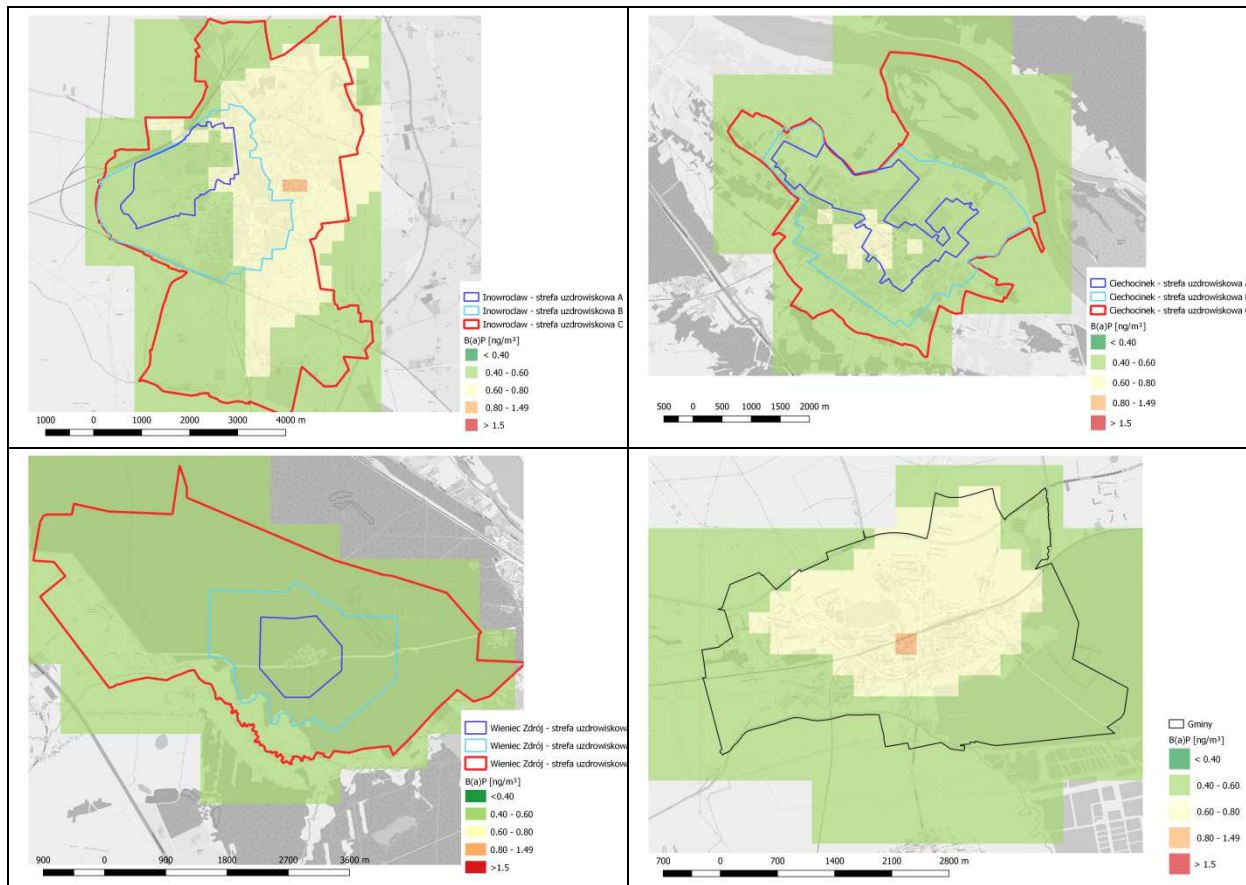 Inowrocław - strefa uzdrowiskowa A
Inowrocław - strefa uzdrowiskowa B
Inowrocław - strefa uzdrowiskowa C
B(a)P [ng/m³]
< 0.40
0.40 - 0.60
0.60 - 0.80
0.80 - 1.49
> 1.5
1000 0 1000 2000 3000 4000 m
Ciechocinek - strefa uzdrowiskowa
Ciechocinek - strefa uzdrowiskowa
Ciechocinek - strefa uzdrowiskowa
B(a)P [ng/m³]
< 0.40
0.40 - 0.60
0.60 - 0.80
0.80 - 1.49
> 1.5
500 0 500 1000 1500 2000 m
Wieniec Zdrój - strefa uzdrowiskowa
Wieniec Zdrój - strefa uzdrowiskowa
Wieniec Zdrój - strefa uzdrowiskowa
B(a)P [ng/m³]
<0.40
0.40 - 0.60
0.60 - 0.80
0.80 - 1.49
>1.5
900 0 900 1800 2700 3600 m
Gminy
B(a)P [ng/m³]
< 0.40
0.40 - 0.60
0.60 - 0.80
0.80 - 1.49
> 1.5
700 0 700 1400 2100 2800 m